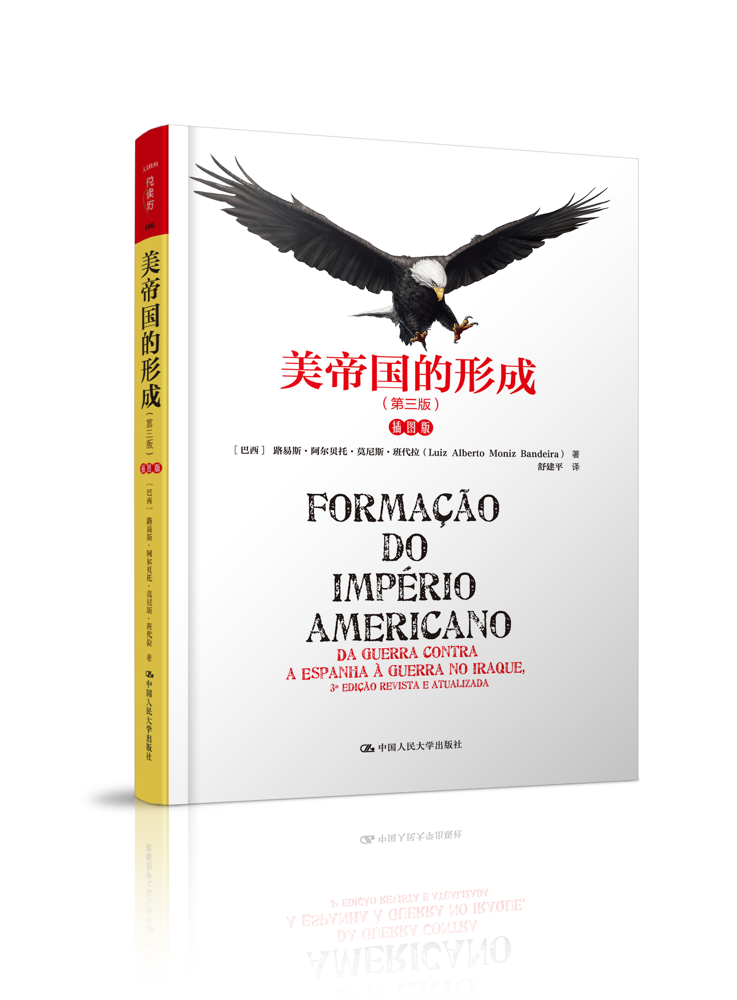 人文社科
悦读坊
006
美帝国的形成
(第三版)
插图版
[巴西] 路易斯·阿尔贝托·莫尼斯·班代拉 著
中国人民大学出版社
美帝国的形成
(第三版)
插图版
[巴西] 路易斯·阿尔贝托·莫尼斯·班代拉(Luiz Alberto Moniz Bandeira) 著
舒建平 译
FORMAÇÃO
DO
IMPÉRIO
AMERICANO
DA GUERRA CONTRA
A ESPANHA À GUERRA NO IRAQUE,
3ª EDIÇÃO REVISTA E ATUALIZADA
中国人民大学出版社